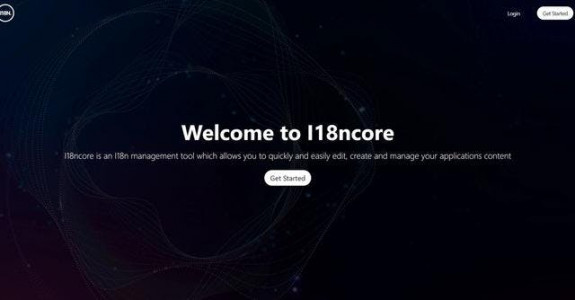 I18N.
Login
Get Started
Welcome to I18ncore
I18ncore is an I18n management tool which allows you to quickly and easily edit, create and manage your applications content
Get Started